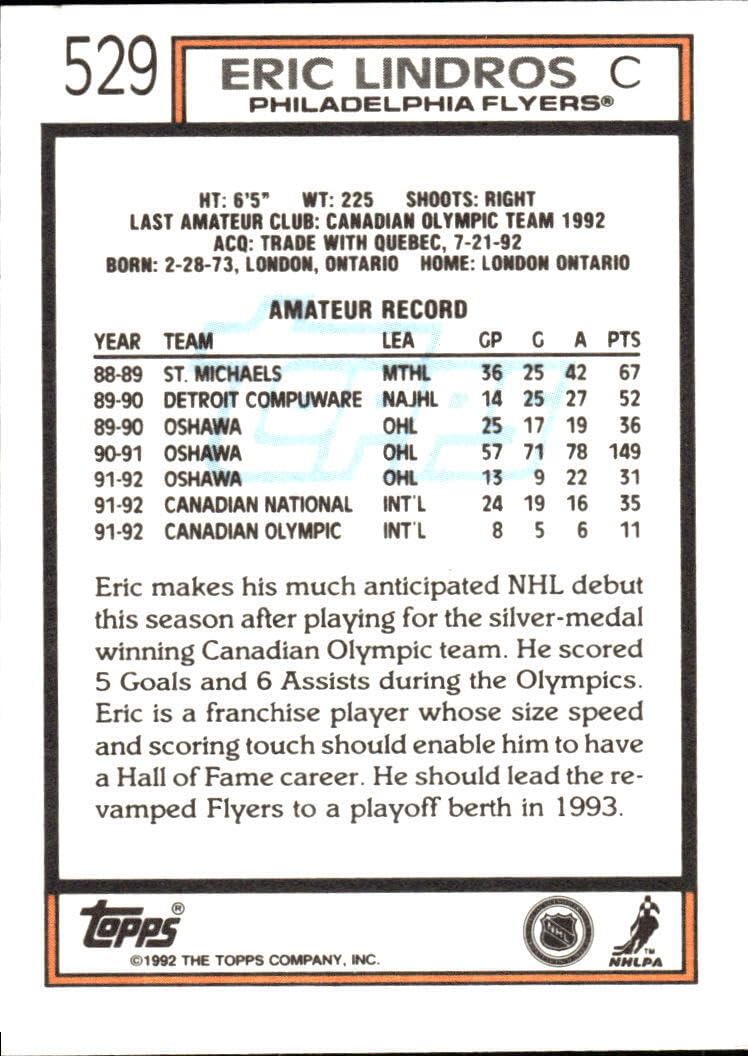 529
ERIC LINDROS C
PHILADELPHIA FLYERS®
HT: 6'5" WT: 225 SHOOTS: RIGHT
LAST AMATEUR CLUB: CANADIAN OLYMPIC TEAM 1992
ACQ: TRADE WITH QUEBEC, 7-21-92
BORN: 2-28-73, LONDON, ONTARIO HOME: LONDON ONTARIO
AMATEUR RECORD
YEAR TEAM LEA GP G A PTS
88-89 ST. MICHAELS MTHL 36 25 42 67
89-90 DETROIT COMPUWARE NAJHL 14 25 27 52
89-90 OSHAWA OHL 25 17 19 36
90-91 OSHAWA OHL 57 71 78 149
91-92 OSHAWA OHL 13 9 22 31
91-92 CANADIAN NATIONAL INT'L 24 19 16 35
91-92 CANADIAN OLYMPIC INT'L 8 5 6 11
TOPPS
Eric makes his much anticipated NHL debut
this season after playing for the silver-medal
winning Canadian Olympic team. He scored
5 Goals and 6 Assists during the Olympics.
Eric is a franchise player whose size speed
and scoring touch should enable him to have
a Hall of Fame career. He should lead the re-
vamped Flyers to a playoff berth in 1993.
TOPPS®
©1992 THE TOPPS COMPANY, INC.
NHL
TM
NHLPA